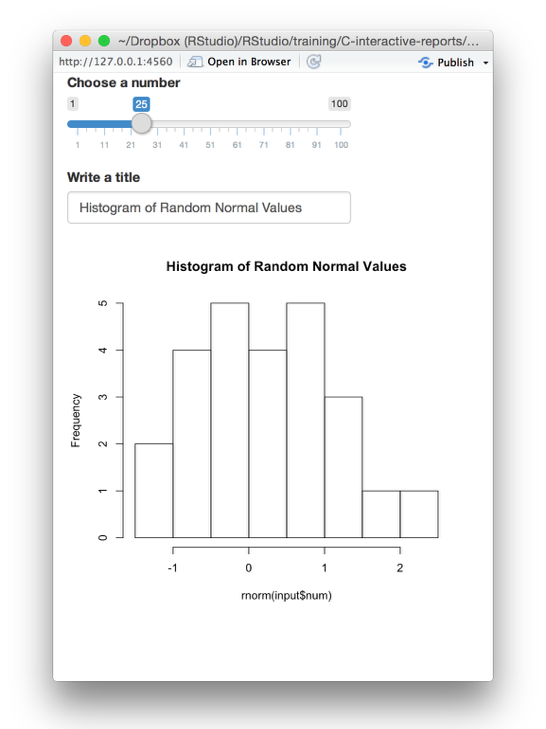 ~/Dropbox (RStudio)/RStudio/training/C-interactive-reports/...
http://127.0.0.1:4560 Open in Browser Publish
Choose a number
1 25 100
1 11 21 31 41 51 61 71 81 91 100
Write a title
Histogram of Random Normal Values
Histogram of Random Normal Values
Frequency
5
4
3
2
1
0
-1 0 1 2
rnorm(input$num)